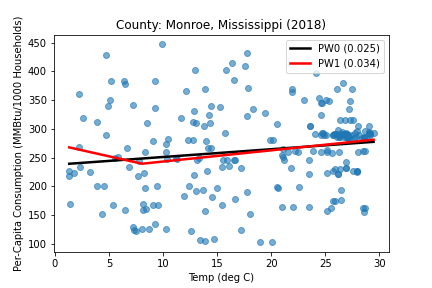 County: Monroe, Mississippi (2018)
PW0 (0.025)
PW1 (0.034)
Per-Capita Consumption (MMBtu/1000 Households)
450
400
350
300
250
200
150
100
0 5 10 15 20 25 30
Temp (deg C)